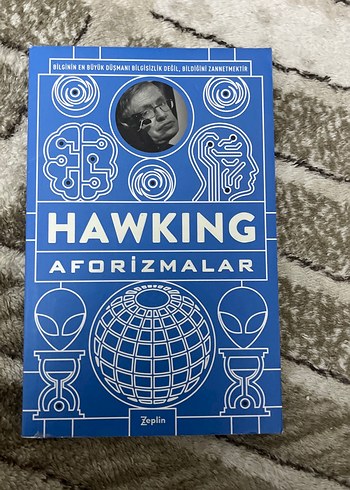 BİLGİNİN EN BÜYÜK DÜŞMANI BİLGİSİZLİK DEĞİL, BİLDİĞİNİ ZANNETMEKTİR
HAWKING
AFORİZMALAR
Zeplin